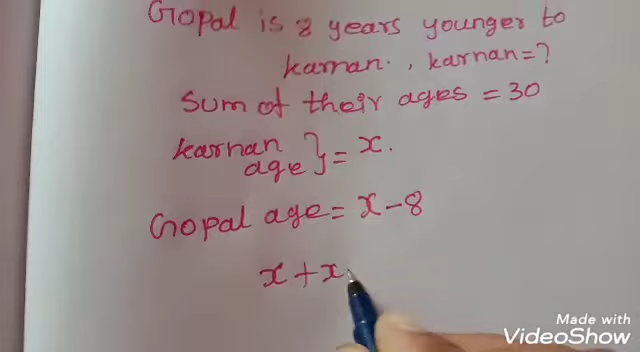 Gopal is 8 years younger to
karnan. , karnan=?
Sum of their ages = 30
karnan
age } = x.
Gopal age = x-8
x+x
Made with
VideoShow